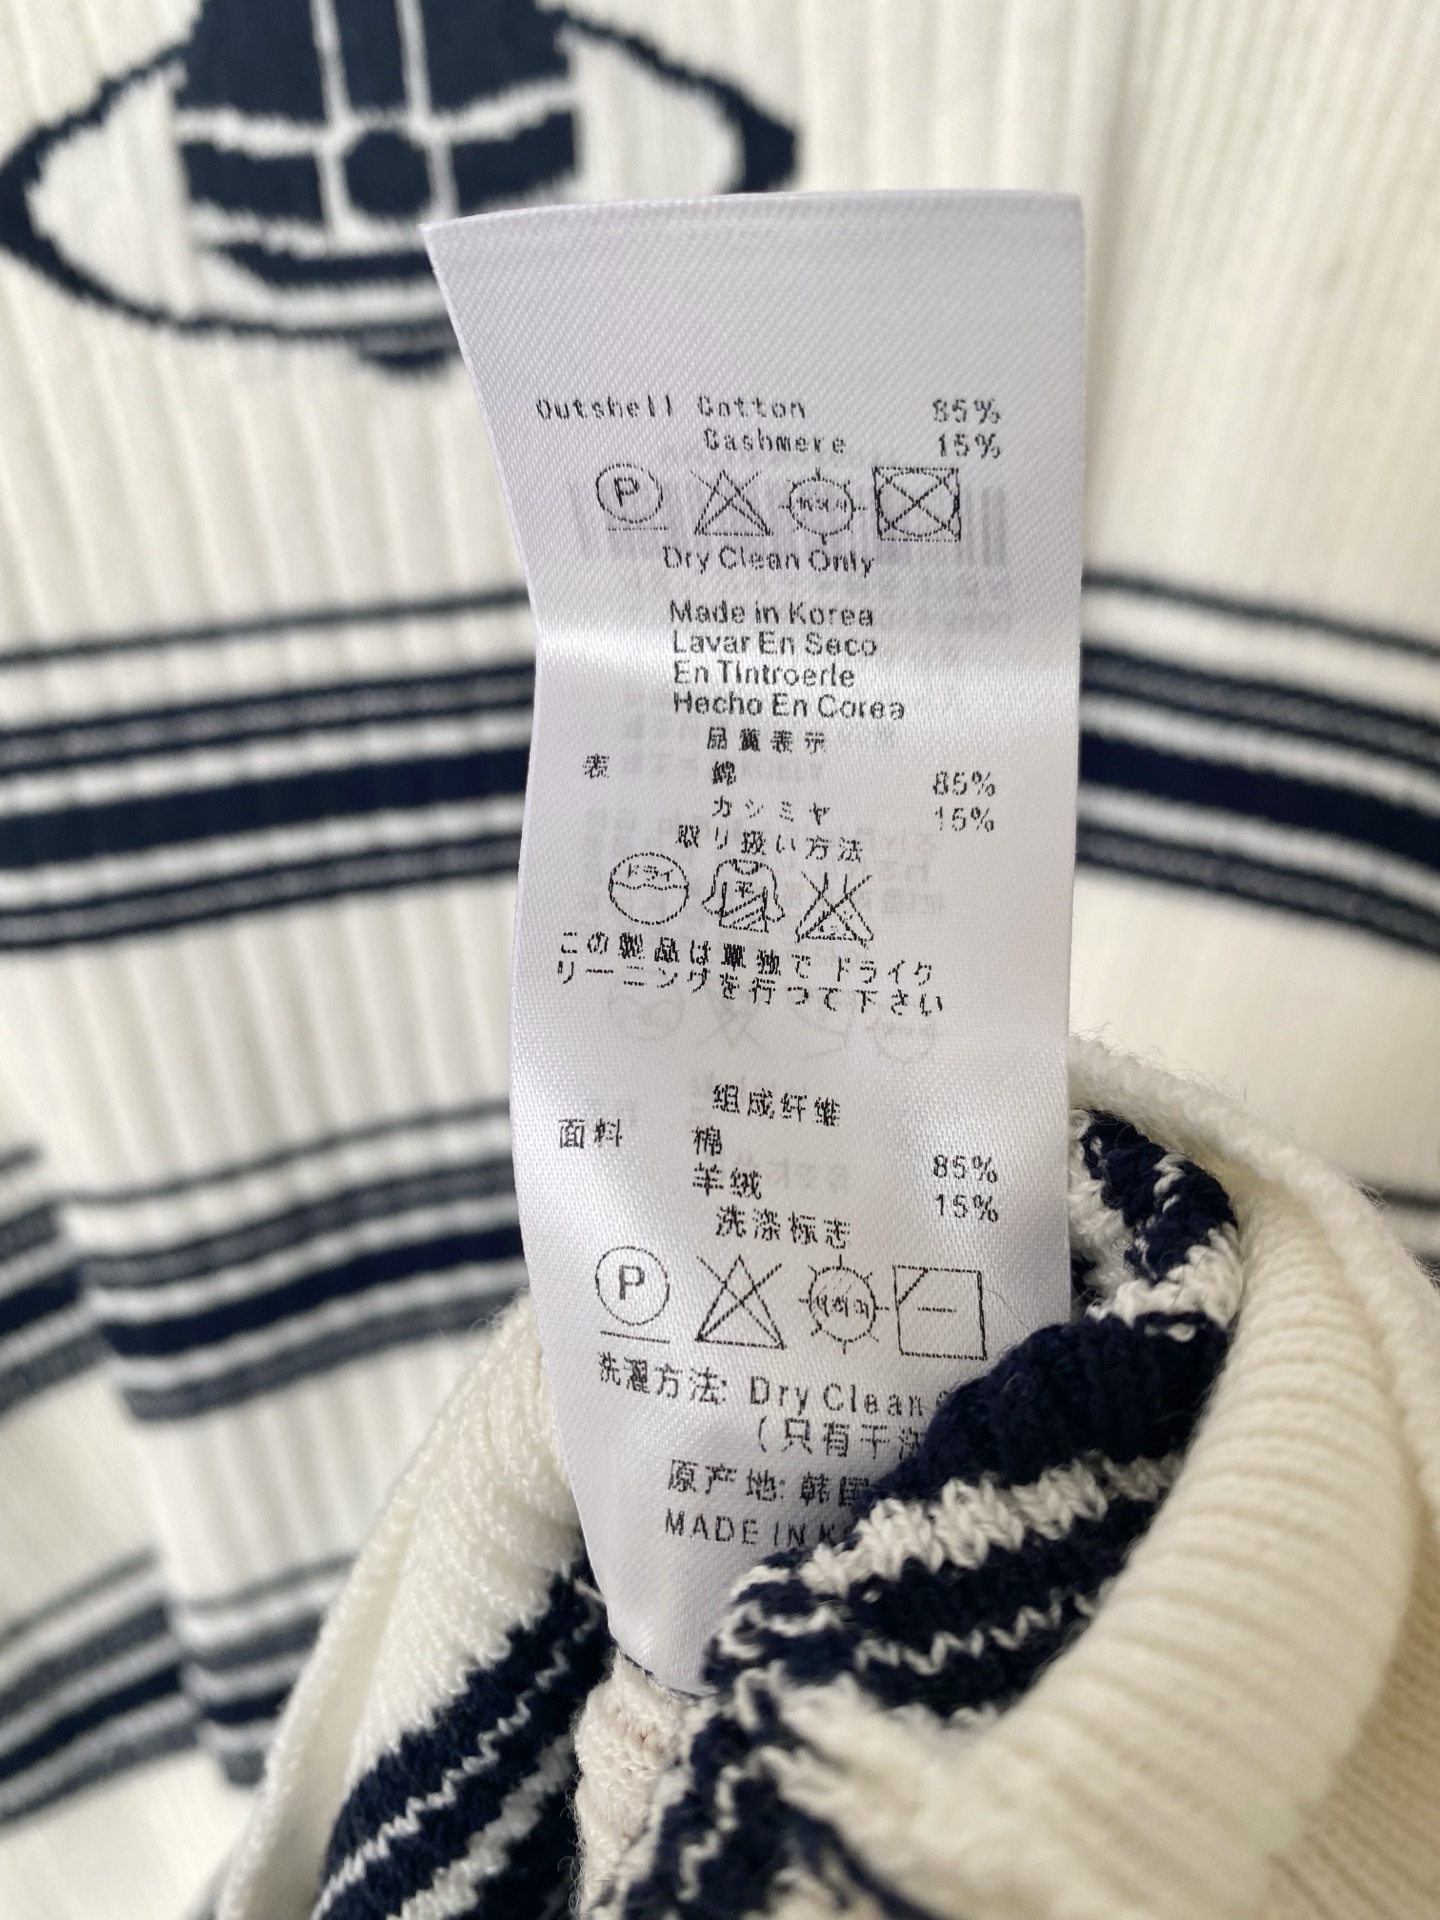 Outshell Cotton 85%
Cashmere 15%
P
Dry Clean Only
Made in Korea
Lavar En Seco
En Tintroerle
Hecho En Corea
品質表示
表 綿 85%
カシミヤ 15%
取り扱い方法
ドライ
この製品は単独でドライク
リーニングを行つて下さい
组成纤维
面料 棉 85%
羊绒 15%
洗涤标志
P
洗濯方法: Dry Clean
(只有干洗
原产地: 韩国
MADE IN